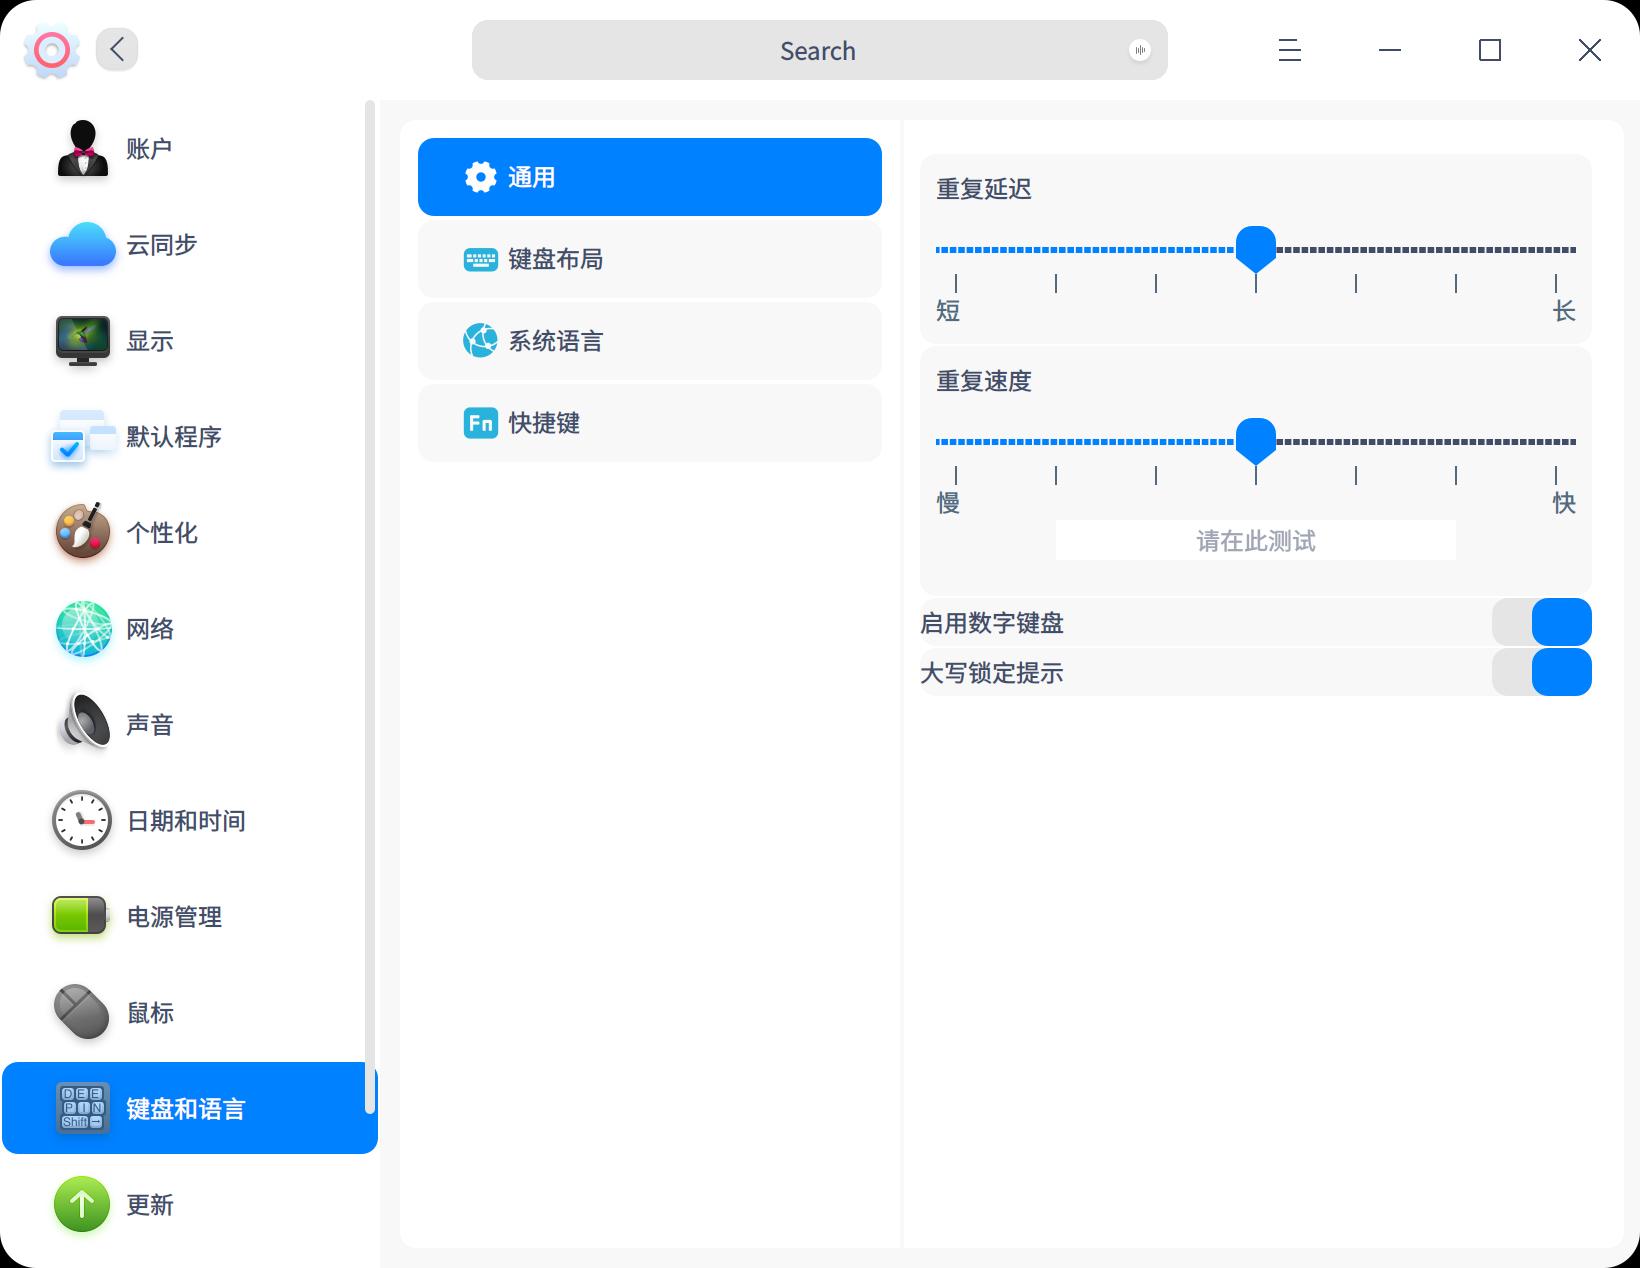 Search
账户
云同步
显示
默认程序
个性化
网络
声音
日期和时间
电源管理
鼠标
DEE
PIN
Shift→
键盘和语言
更新
通用
键盘布局
系统语言
Fn
快捷键
重复延迟
短
长
重复速度
慢
快
请在此测试
启用数字键盘
大写锁定提示